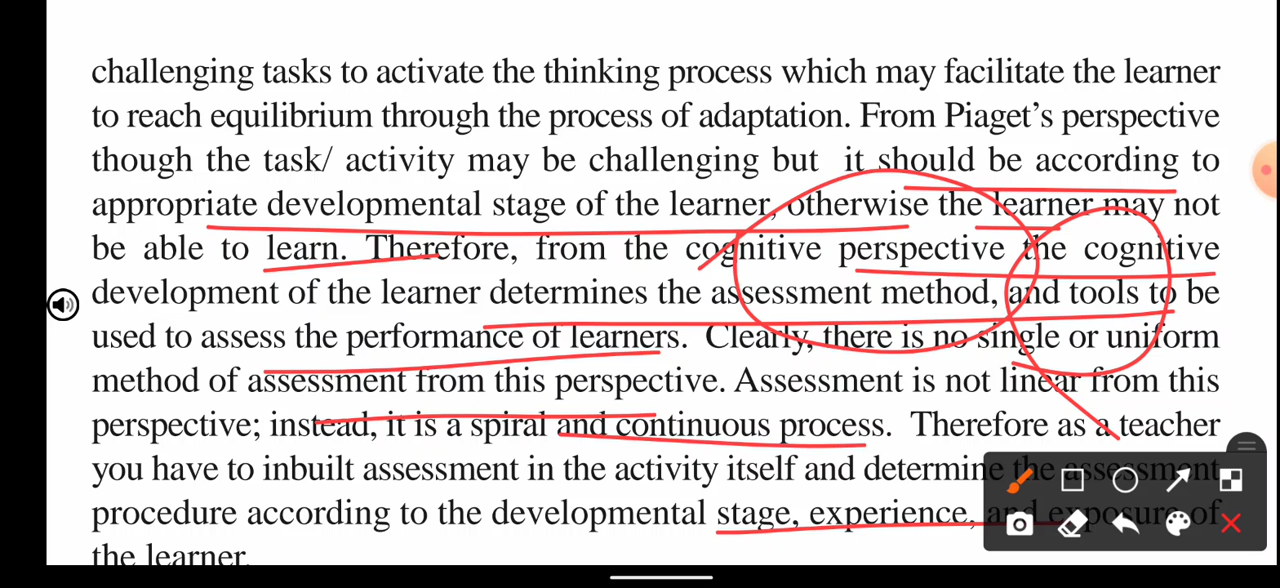 challenging tasks to activate the thinking process which may facilitate the learner
to reach equilibrium through the process of adaptation. From Piaget’s perspective
though the task/ activity may be challenging but it should be according to
appropriate developmental stage of the learner, otherwise the learner may not
be able to learn. Therefore, from the cognitive perspective the cognitive
development of the learner determines the assessment method, and tools to be
used to assess the performance of learners. Clearly, there is no single or uniform
method of assessment from this perspective. Assessment is not linear from this
perspective; instead, it is a spiral and continuous process. Therefore as a teacher
you have to inbuilt assessment in the activity itself and determine the assessment
procedure according to the developmental stage, experience, and exposure of
the learner.